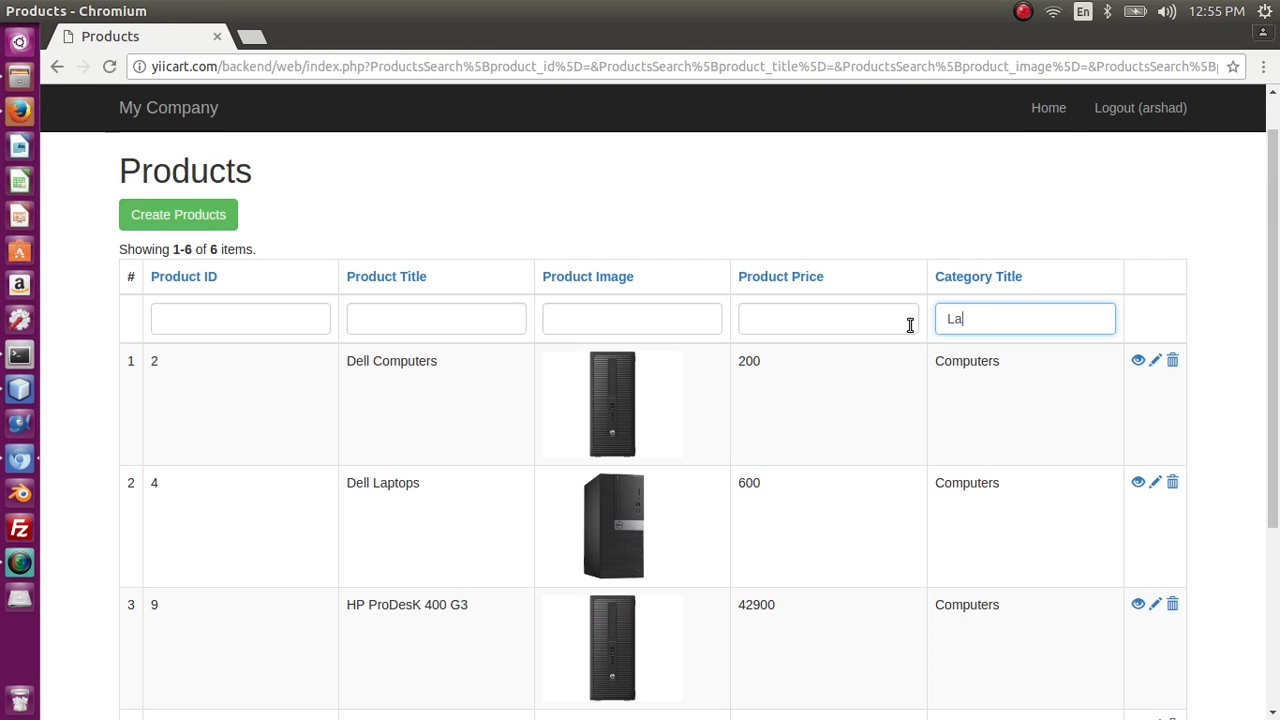 Products - Chromium
En
12:55 PM
Products
yiicart.com/backend/web/index.php?ProductsSearch%5Bproduct_id%5D=&ProductsSearch%5Bproduct_title%5D=&ProductsSearch%5Bproduct_image%5D=&ProductsSearch%5Bp
My Company
Home
Logout (arshad)
Products
Create Products
Showing 1-6 of 6 items.
# Product ID Product Title Product Image Product Price Category Title
La
1 2 Dell Computers 200 Computers
2 4 Dell Laptops 600 Computers
3 9 HP ProDesK 400 G3 42900 Computers